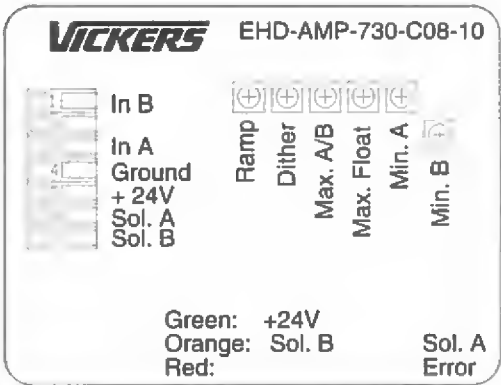 VICKERS EHD-AMP-730-C08-10
In B
In A
Ground
+ 24V
Sol. A
Sol. B
Ramp
Dither
Max. A/B
Max. Float
Min. A
Min. B
Green: +24V
Orange: Sol. B Sol. A
Red: Error